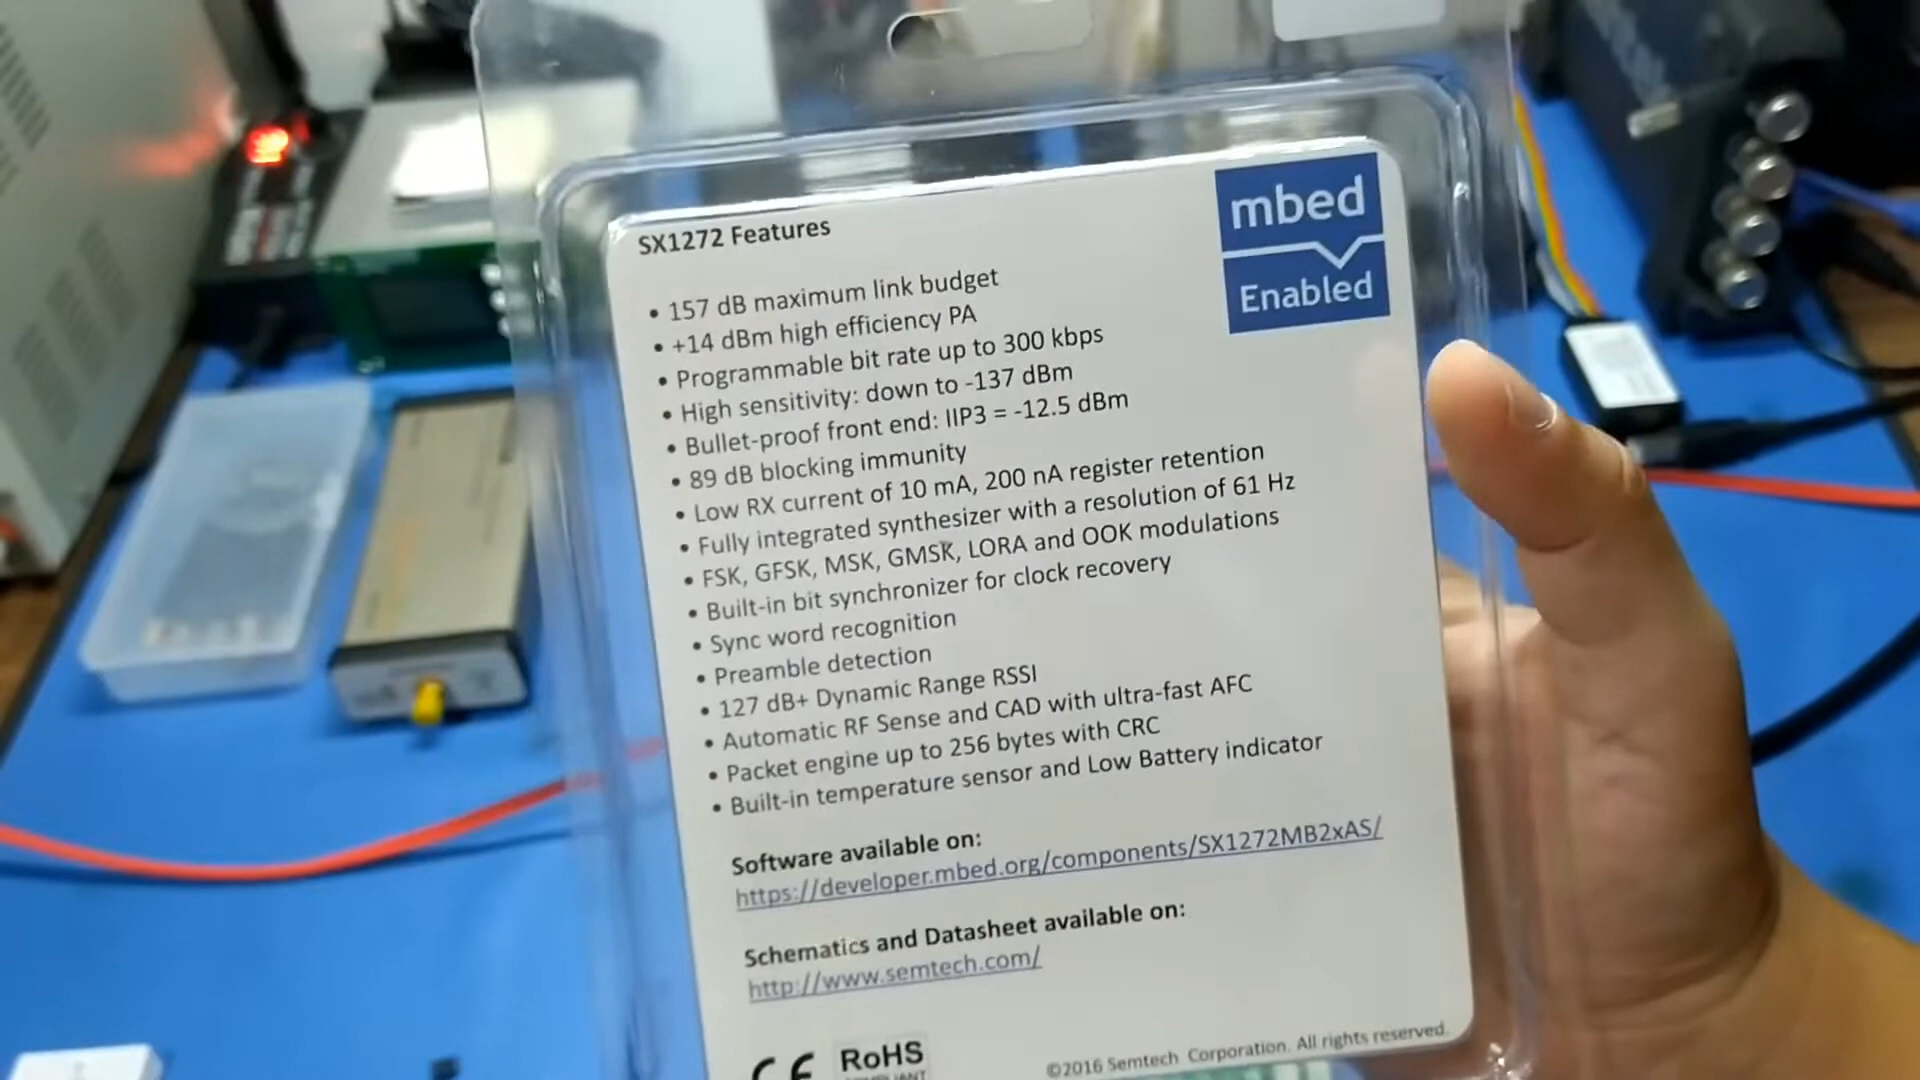 SX1272 Features
• 157 dB maximum link budget
• +14 dBm high efficiency PA
• Programmable bit rate up to 300 kbps
• High sensitivity: down to -137 dBm
• Bullet-proof front end: IIP3 = -12.5 dBm
• 89 dB blocking immunity
• Low RX current of 10 mA, 200 nA register retention
• Fully integrated synthesizer with a resolution of 61 Hz
• FSK, GFSK, MSK, GMSK, LORA and OOK modulations
• Built-in bit synchronizer for clock recovery
• Sync word recognition
• Preamble detection
• 127 dB+ Dynamic Range RSSI
• Automatic RF Sense and CAD with ultra-fast AFC
• Packet engine up to 256 bytes with CRC
• Built-in temperature sensor and Low Battery indicator
mbed
Enabled
Software available on:
https://developer.mbed.org/components/SX1272MB2xAS/
Schematics and Datasheet available on:
http://www.semtech.com/
CE
RoHS
©2016 Semtech Corporation. All rights reserved.